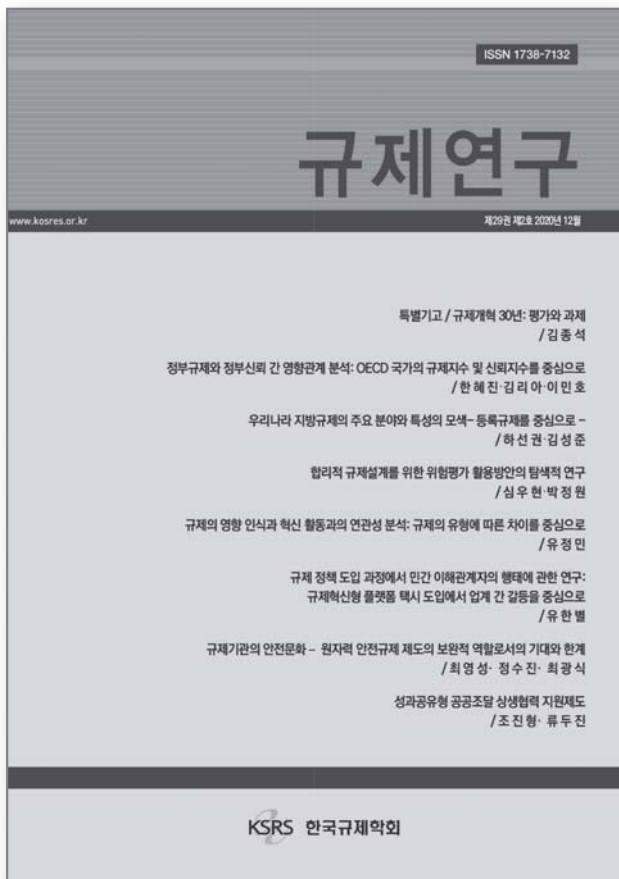 ISSN 1738-7132
규제연구
www.kosres.or.kr 제29권 제2호 2020년 12월
특별기고 / 규제개혁 30년: 평가와 과제
/ 김종석
정부규제와 정부신뢰 간 영향관계 분석: OECD 국가의 규제지수 및 신뢰지수를 중심으로
/ 한혜진·김리아·이민호
우리나라 지방규제의 주요 분야와 특성의 모색- 등록규제를 중심으로 -
/ 하선권·김성준
합리적 규제설계를 위한 위험평가 활용방안의 탐색적 연구
/ 심우현·박정원
규제의 영향 인식과 혁신 활동과의 연관성 분석: 규제의 유형에 따른 차이를 중심으로
/ 유정민
규제 정책 도입 과정에서 민간 이해관계자의 행태에 관한 연구:
규제혁신형 플랫폼 택시 도입에서 업계 간 갈등을 중심으로
/ 유한별
규제기관의 안전문화 – 원자력 안전규제 제도의 보완적 역할로서의 기대와 한계
/ 최영성· 정수진· 최광식
성과공유형 공공조달 상생협력 지원제도
/ 조진형· 류두진
KSRS 한국규제학회